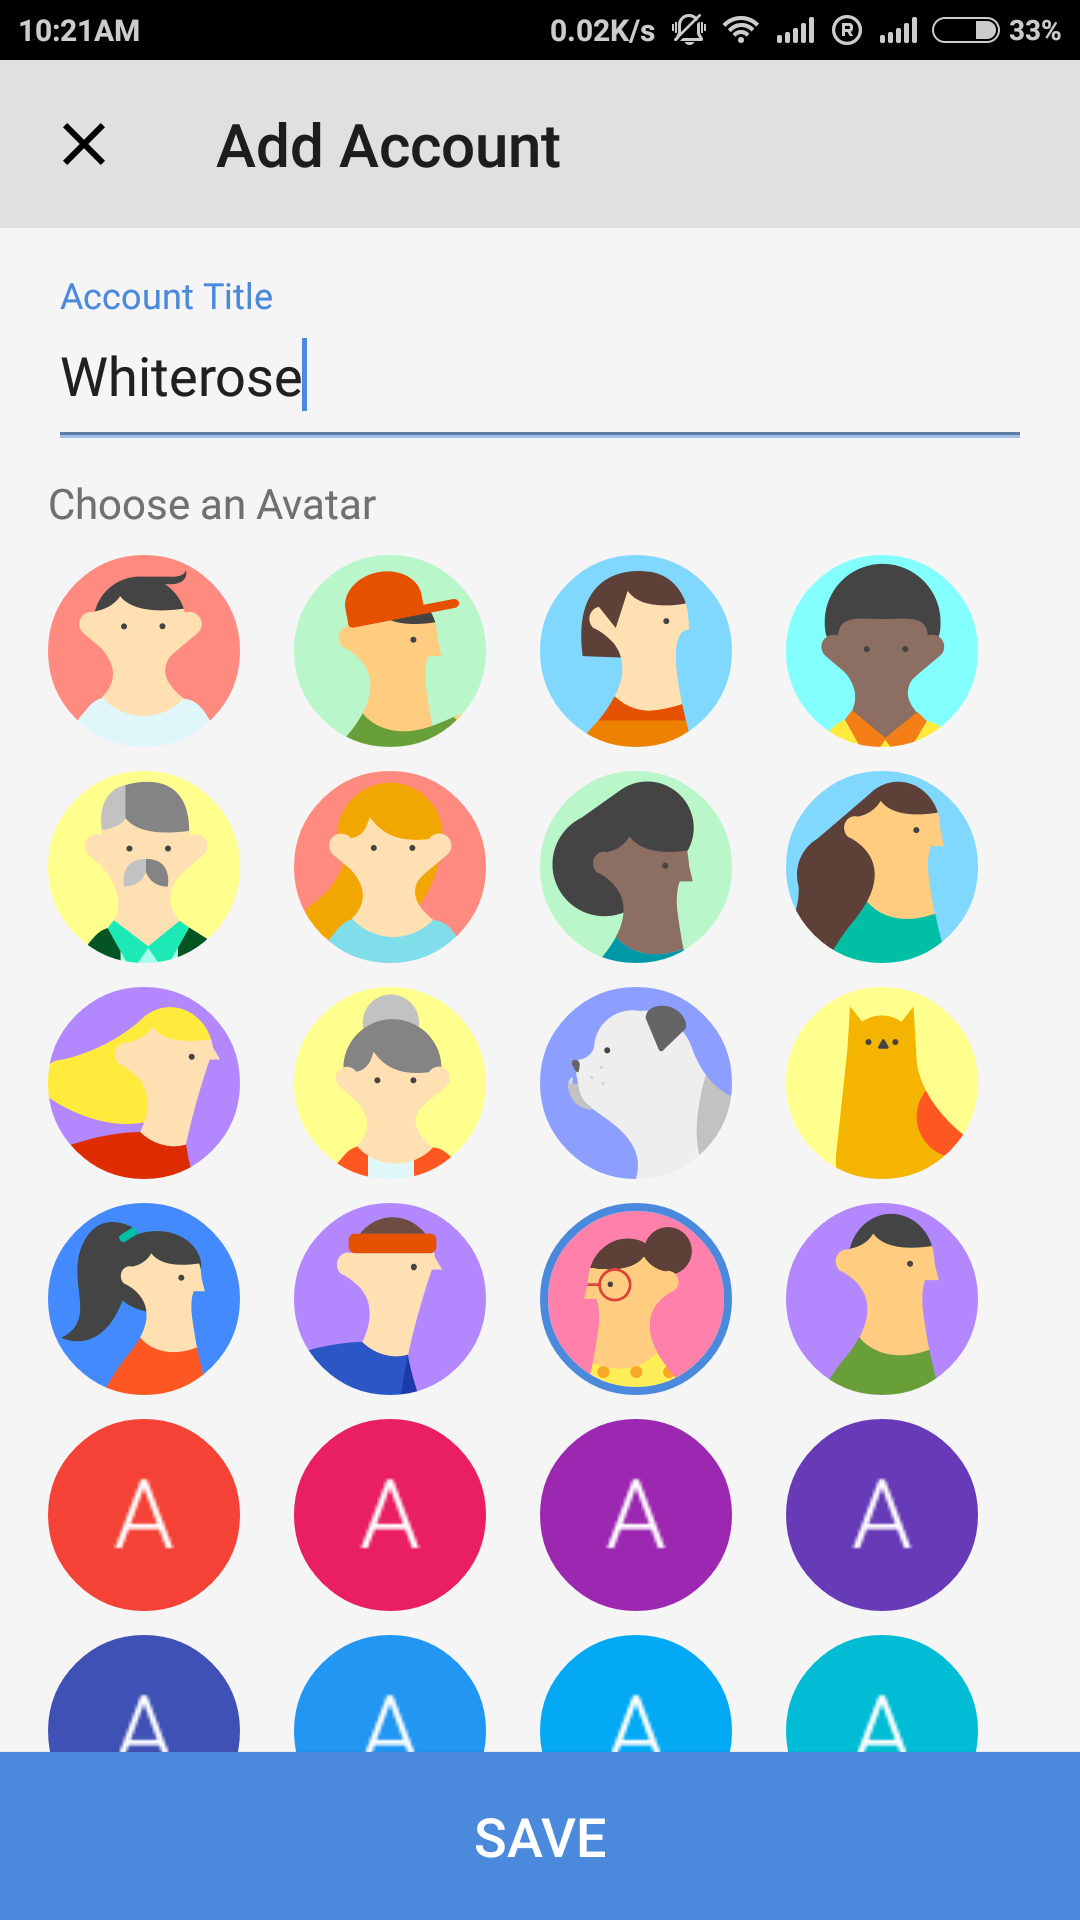 10:21AM 0.02K/s R 33%
Add Account
Account Title
Whiterose
Choose an Avatar
A A A A
A A A A
SAVE